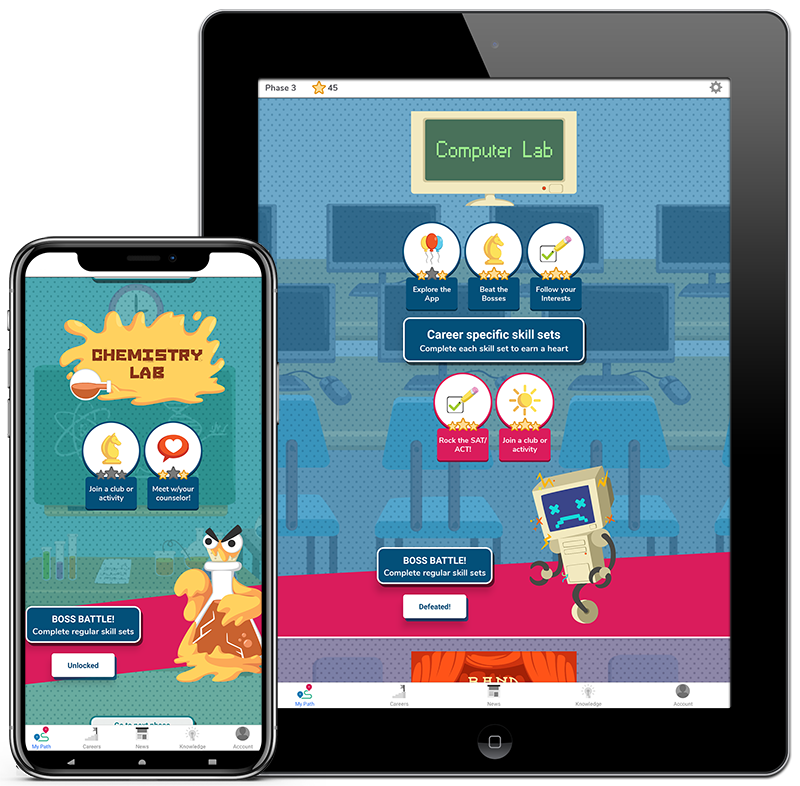 Phase 3
45
Computer Lab
Explore the
App
Beat the
Bosses
Follow your
Interests
Career specific skill sets
Complete each skill set to earn a heart
Rock the SAT/
ACT!
Join a club or
activity
BOSS BATTLE!
Complete regular skill sets
Defeated!
BAND
My Path
Careers
News
Knowledge
Account
CHEMISTRY
LAB
Join a club or
activity
Meet w/your
counselor!
BOSS BATTLE!
Complete regular skill sets
Unlocked
Go to next phase
My Path
Careers
News
Knowledge
Account